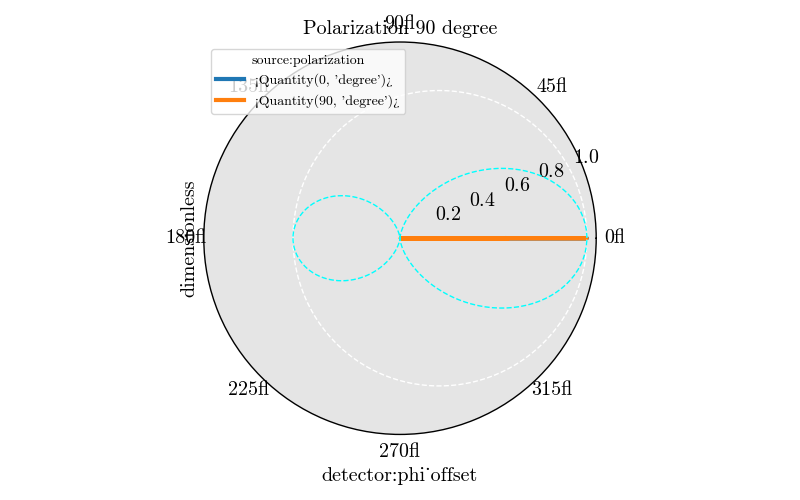 90fl
Polarization 90 degree
source:polarization
‹Quantity(0, 'degree')›
‹Quantity(90, 'degree')›
135fl
45fl
1.0
0.8
0.6
0.4
0.2
180fl
0fl
dimensionless
225fl
315fl
270fl
detector:phi˙offset